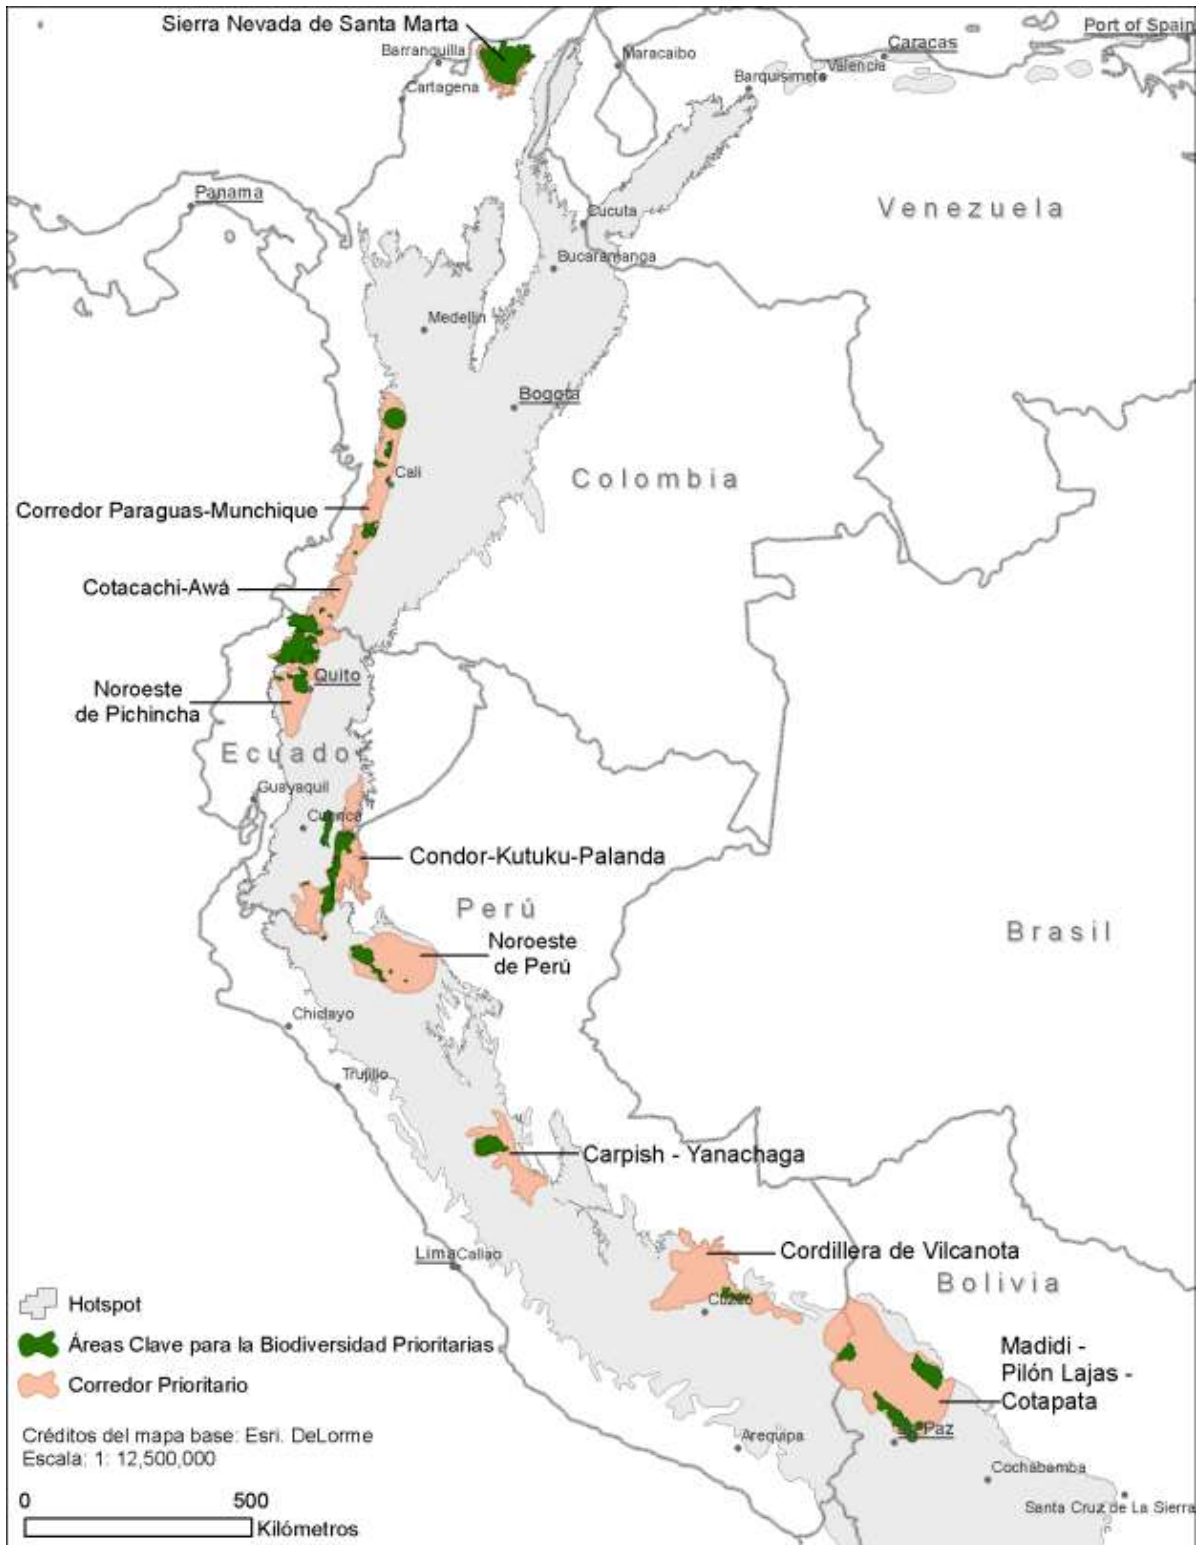 Sierra Nevada de Santa Marta
Port of Spain
Barranquilla
Maracaibo
Caracas
Valencia
Barquisimeto
Cartagena
Panama
Cucuta
Venezuela
Bucaramanga
Medellin
Bogota
Cali
Colombia
Corredor Paraguas-Munchique
Cotacachi-Awá
Quito
Noroeste
de Pichincha
Ecuado
Guayaquil
Cuenca
Condor-Kutuku-Palanda
Perú
Brasil
Noroeste
de Perú
Chiclayo
Trujillo
Carpish - Yanachaga
Lima
Callao
Cordillera de Vilcanota
Bolivia
Cuzco
Hotspot
Áreas Clave para la Biodiversidad Prioritarias
Corredor Prioritario
Madidi -
Pilón Lajas -
Cotapata
Créditos del mapa base: Esri. DeLorme
Escala: 1: 12,500,000
Arequipa
Paz
Cochabamba
Santa Cruz de La Sierra
0 500
Kilómetros